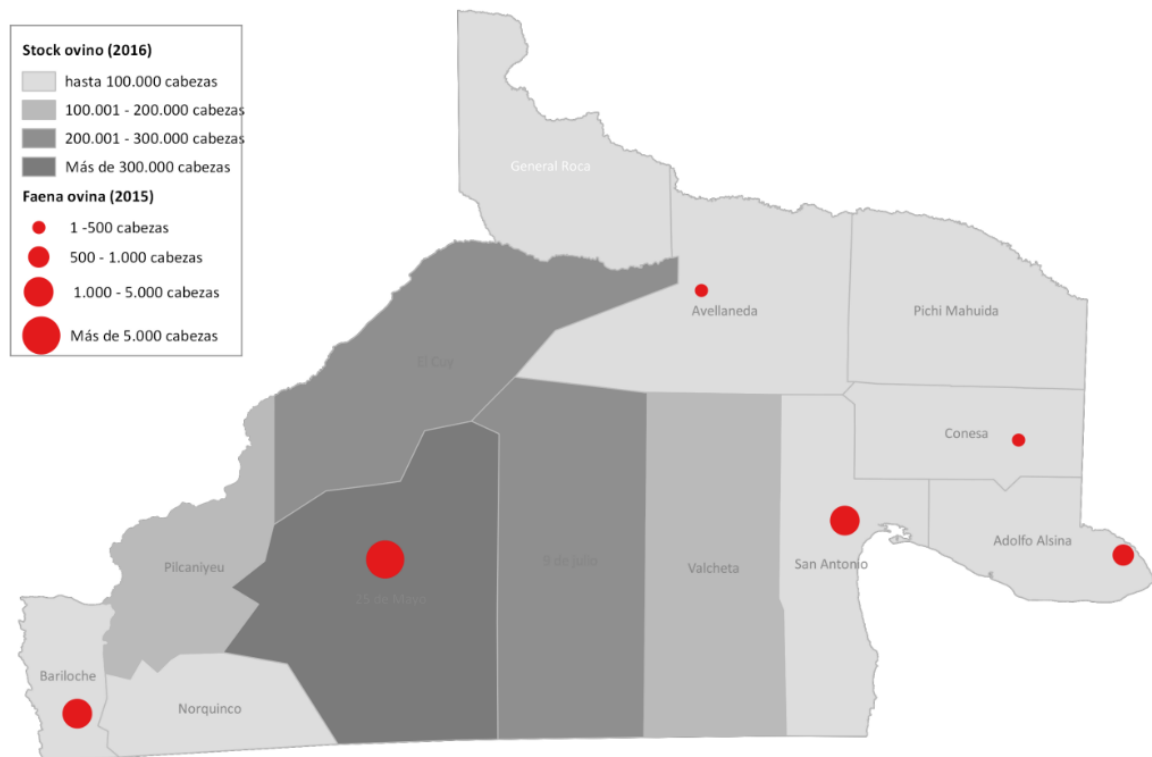 Stock ovino (2016)
hasta 100.000 cabezas
100.001 - 200.000 cabezas
200.001 - 300.000 cabezas
Más de 300.000 cabezas
Faena ovina (2015)
1 -500 cabezas
500 - 1.000 cabezas
1.000 - 5.000 cabezas
Más de 5.000 cabezas
General Roca
Avellaneda
Pichi Mahuida
El Cuy
Conesa
Adolfo Alsina
Pilcaniyeu
9 de julio
Valcheta
San Antonio
25 de Mayo
Bariloche
Norquinco